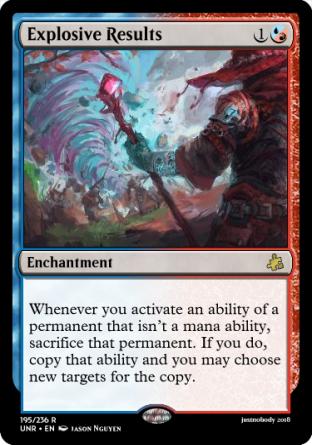 Explosive Results 1
Enchantment
Whenever you activate an ability of a
permanent that isn't a mana ability,
sacrifice that permanent. If you do,
copy that ability and you may choose
new targets for the copy.
195/236 R
justnobody 2018
UNR • EN JASON NGUYEN